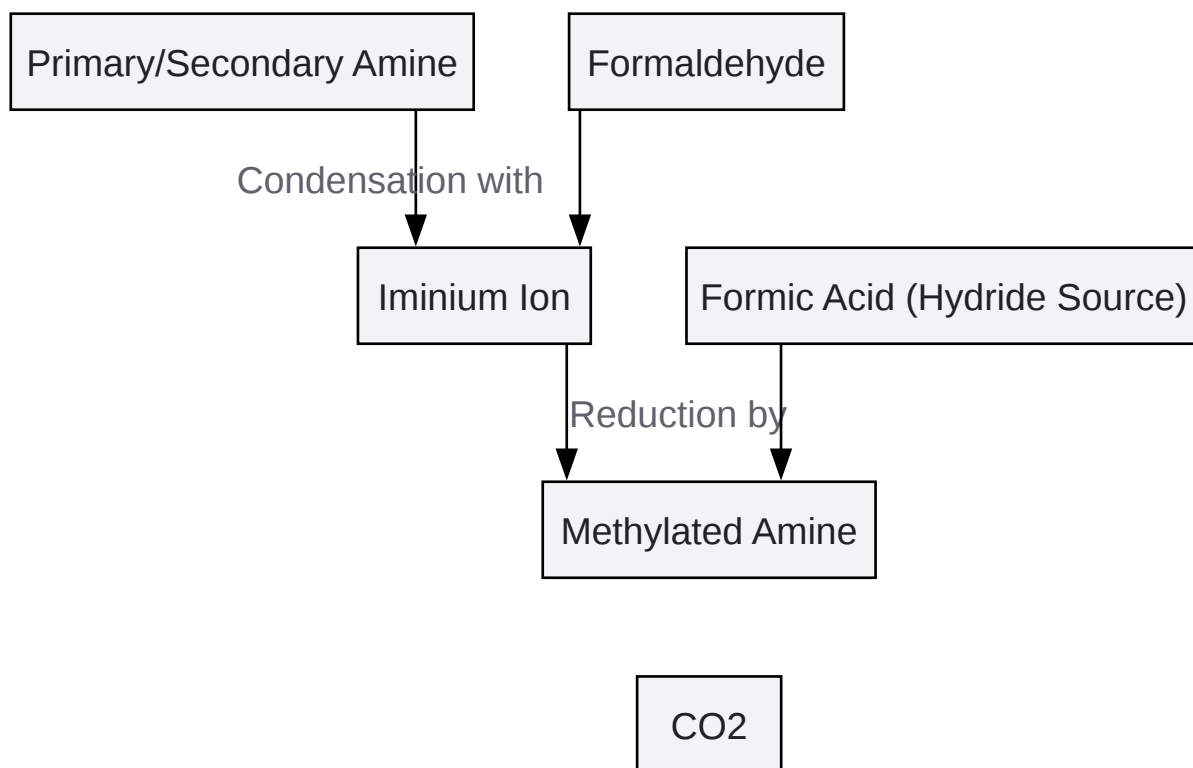 Primary/Secondary Amine
Formaldehyde
Condensation with
Iminium Ion
Formic Acid (Hydride Source)
Reduction by
Methylated Amine
CO2